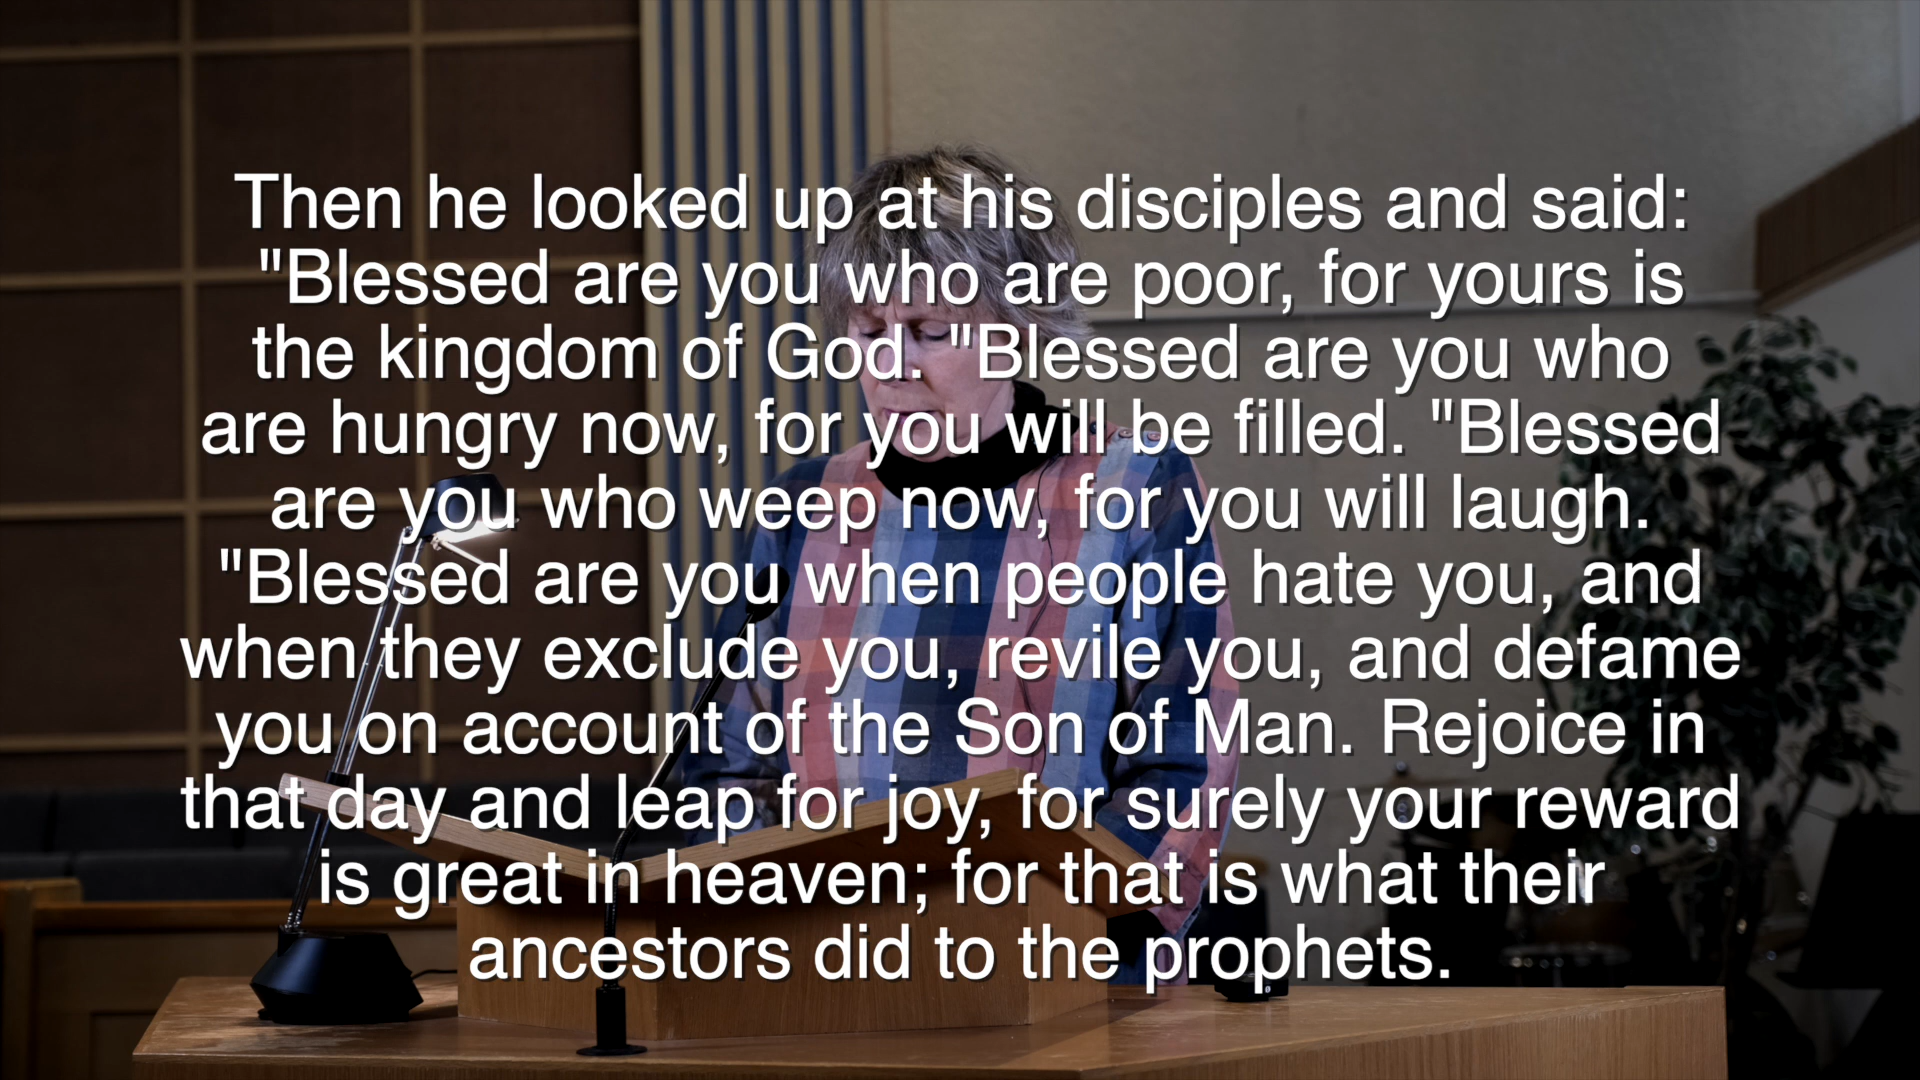 Then he looked up at his disciples and said:
"Blessed are you who are poor, for yours is
the kingdom of God. "Blessed are you who
are hungry now, for you will be filled. "Blessed
are you who weep now, for you will laugh.
"Blessed are you when people hate you, and
when they exclude you, revile you, and defame
you on account of the Son of Man. Rejoice in
that day and leap for joy, for surely your reward
is great in heaven; for that is what their
ancestors did to the prophets.